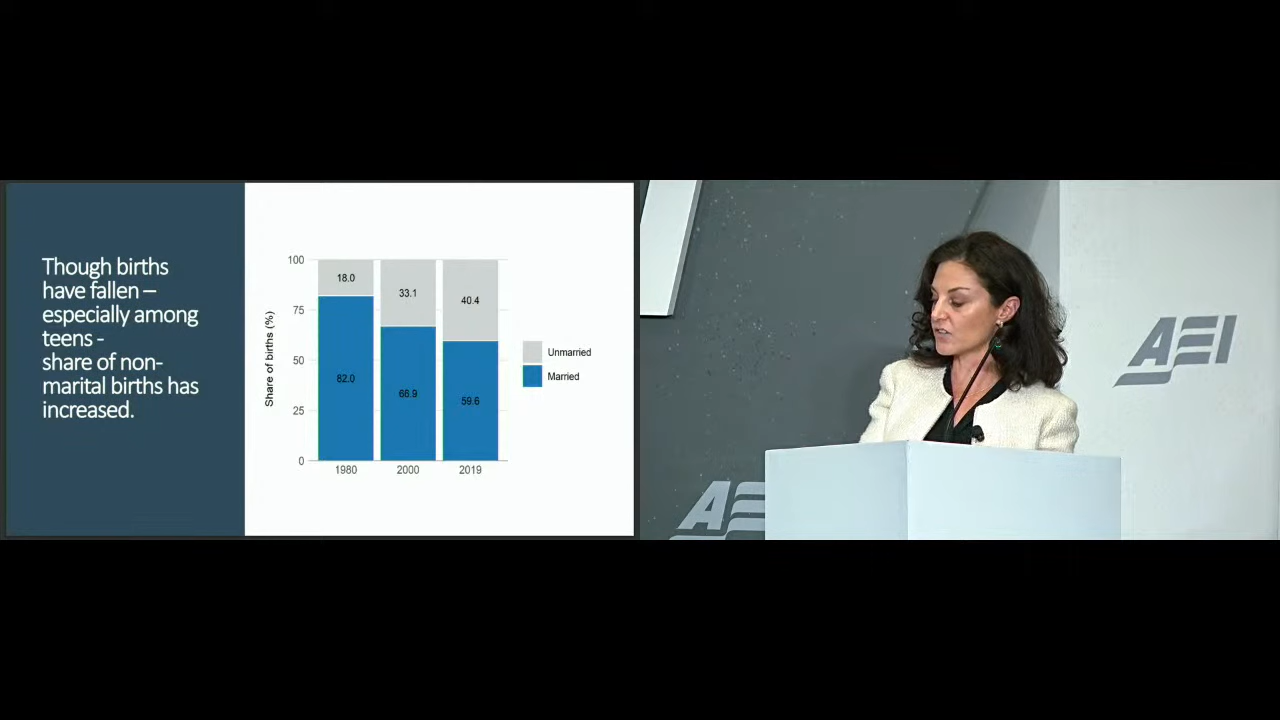 Though births
have fallen –
especially among
teens -
share of non-
marital births has
increased.
Share of births (%)
100
75
50
25
0
18.0
33.1
40.4
82.0
66.9
59.6
1980
2000
2019
Unmarried
Married
AEI
AE